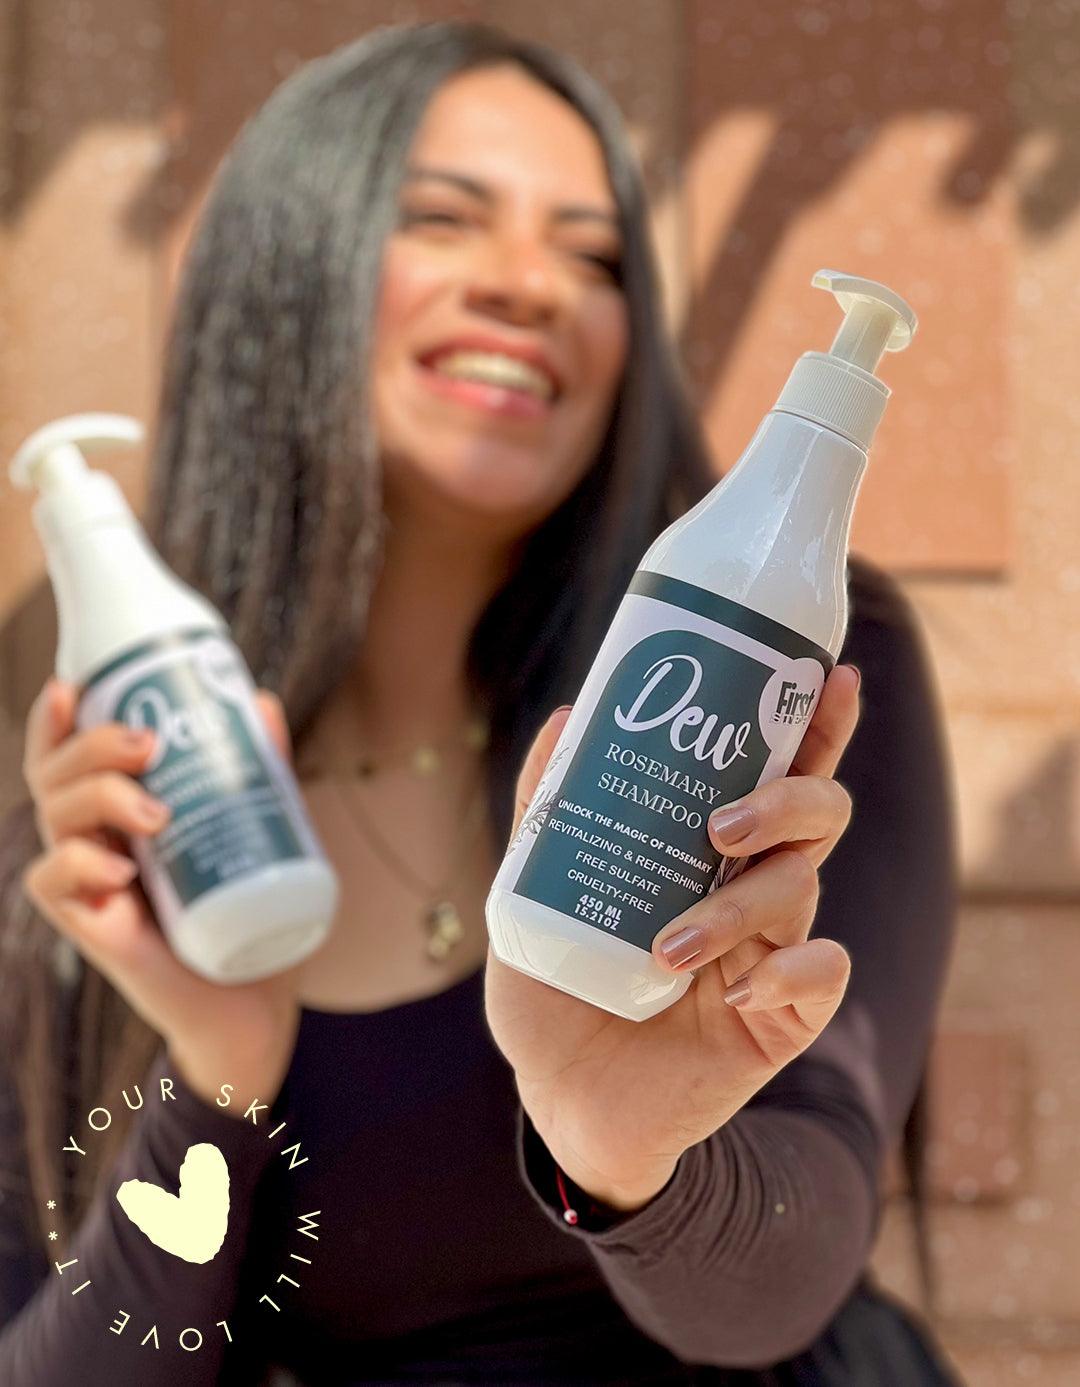 Dew
First
ROSEMARY
SHAMPOO
UNLOCK THE MAGIC OF ROSEMARY
REVITALIZING & REFRESHING
FREE SULFATE
CRUELTY-FREE
450 ML
15.21OZ
Dew
YOUR SKIN WILL LOVE IT**